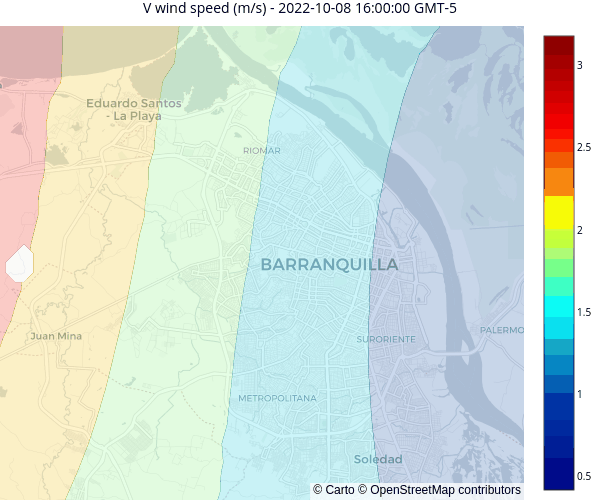 V wind speed (m/s) - 2022-10-08 16:00:00 GMT-5
3
2.5
2
1.5
1
0.5
Eduardo Santos
- La Playa
RIOMAR
BARRANQUILLA
Juan Mina
SURORIENTE
PALERMO
METROPOLITANA
Soledad
© Carto © OpenStreetMap contributors